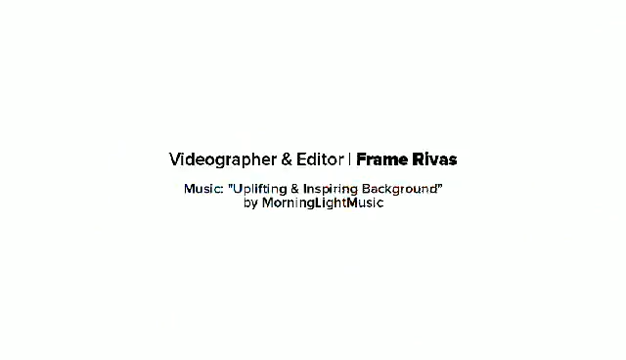 Videographer & Editor | Frame Rivas
Music: "Uplifting & Inspiring Background"
by MorningLightMusic